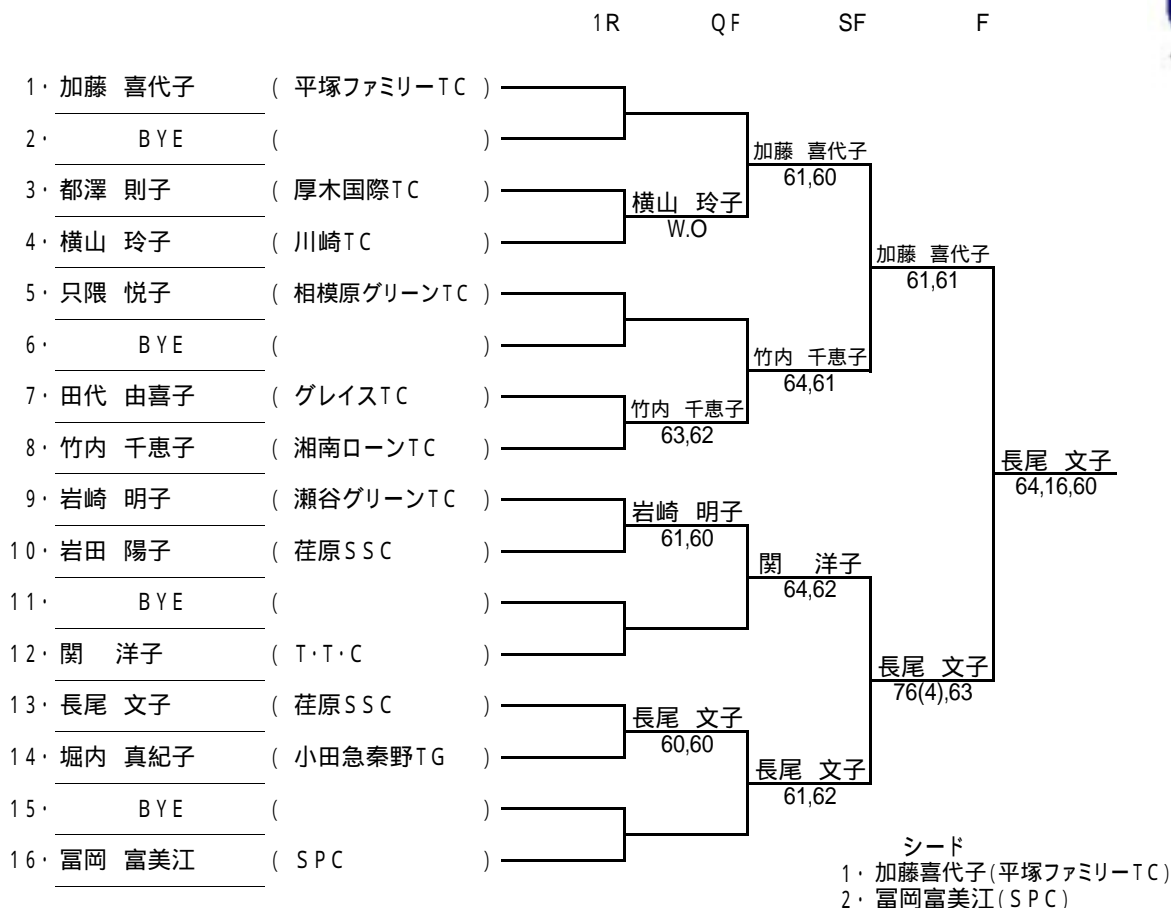 1R QF SF F
1・ 加藤 喜代子 ( 平塚ファミリーTC )
2・ BYE ( )
加藤 喜代子
61,60
3・ 都澤 則子 ( 厚木国際TC )
横山 玲子
W.O
4・ 横山 玲子 ( 川崎TC )
加藤 喜代子
61,61
5・ 只隈 悦子 ( 相模原グリーンTC )
6・ BYE ( )
竹内 千恵子
64,61
7・ 田代 由喜子 ( グレイスTC )
竹内 千恵子
63,62
8・ 竹内 千恵子 ( 湘南ローンTC )
長尾 文子
64,16,60
9・ 岩崎 明子 ( 瀬谷グリーンTC )
岩崎 明子
61,60
10・ 岩田 陽子 ( 荏原SSC )
関 洋子
64,62
11・ BYE ( )
12・ 関 洋子 ( T・T・C )
長尾 文子
76(4),63
13・ 長尾 文子 ( 荏原SSC )
長尾 文子
60,60
14・ 堀内 真紀子 ( 小田急秦野TG )
長尾 文子
61,62
15・ BYE ( )
16・ 冨岡 富美江 ( SPC )
シード
1・ 加藤喜代子(平塚ファミリーTC)
2・ 冨岡富美江(SPC)